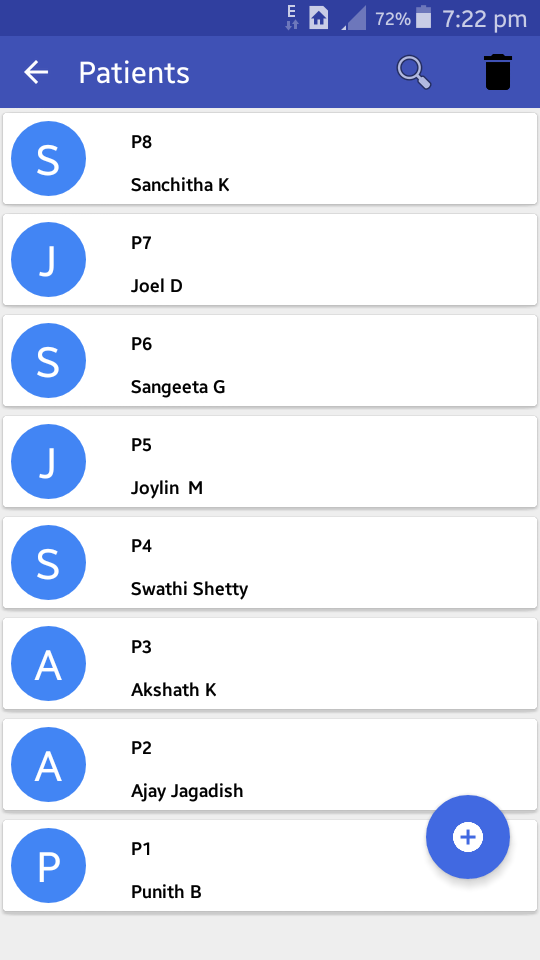 E 72% 7:22 pm
Patients
S
P8
Sanchitha K
J
P7
Joel D
S
P6
Sangeeta G
J
P5
Joylin M
S
P4
Swathi Shetty
A
P3
Akshath K
A
P2
Ajay Jagadish
P
P1
Punith B